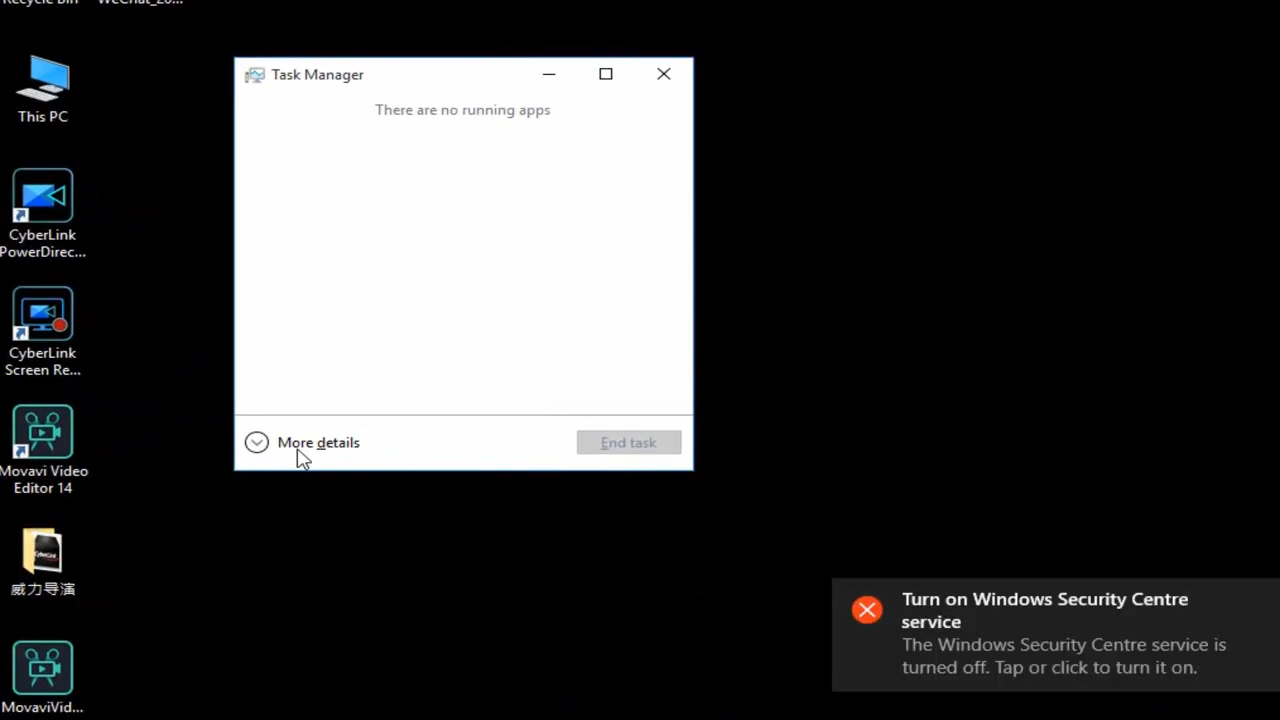 Recycle Bin
WeChat_20...
This PC
CyberLink
PowerDirec...
CyberLink
Screen Re...
Movavi Video
Editor 14
威力导演
MovaviVid...
Task Manager
There are no running apps
More details
End task
Turn on Windows Security Centre
service
The Windows Security Centre service is
turned off. Tap or click to turn it on.